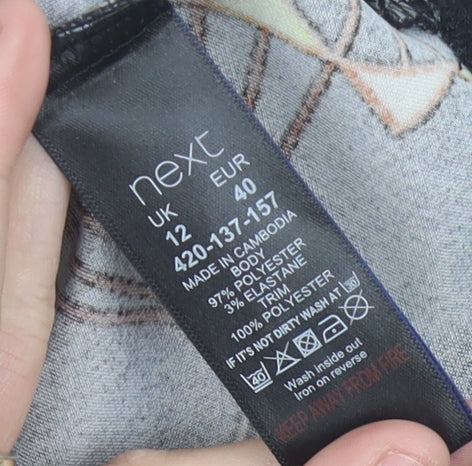 next
UK EUR
12 40
420-137-157
MADE IN CAMBODIA
BODY
97% POLYESTER
3% ELASTANE
TRIM
100% POLYESTER
IF IT'S NOT DIRTY WASH AT 30
40
Wash inside out
Iron on reverse
KEEP AWAY FROM FIRE